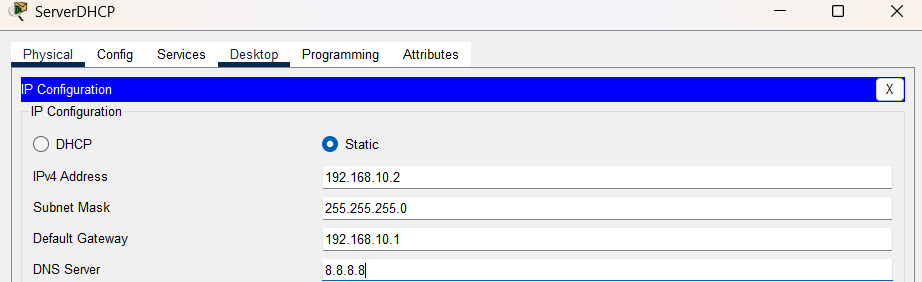 ServerDHCP
Physical Config Services Desktop Programming Attributes
IP Configuration X
IP Configuration
DHCP Static
IPv4 Address 192.168.10.2
Subnet Mask 255.255.255.0
Default Gateway 192.168.10.1
DNS Server 8.8.8.8